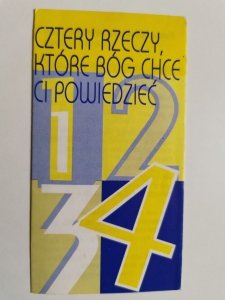 CZTERY RZECZY,
KTÓRE BÓG CHCE
CI POWIEDZIEĆ
1 2
3 4